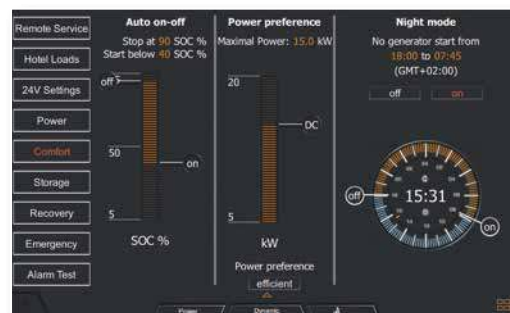 Remote Service
Hotel Loads
24V Settings
Power
Comfort
Storage
Recovery
Emergency
Alarm Test
Auto on-off
Stop at 90 SOC %
Start below 40 SOC %
off
50
on
5
SOC %
Power preference
Maximal Power: 15.0 kW
20
DC
5
kW
Power preference
efficient
Night mode
No generator start from
18:00 to 07:45
(GMT+02:00)
off
on
off
15:31
on
Power
Dynamic